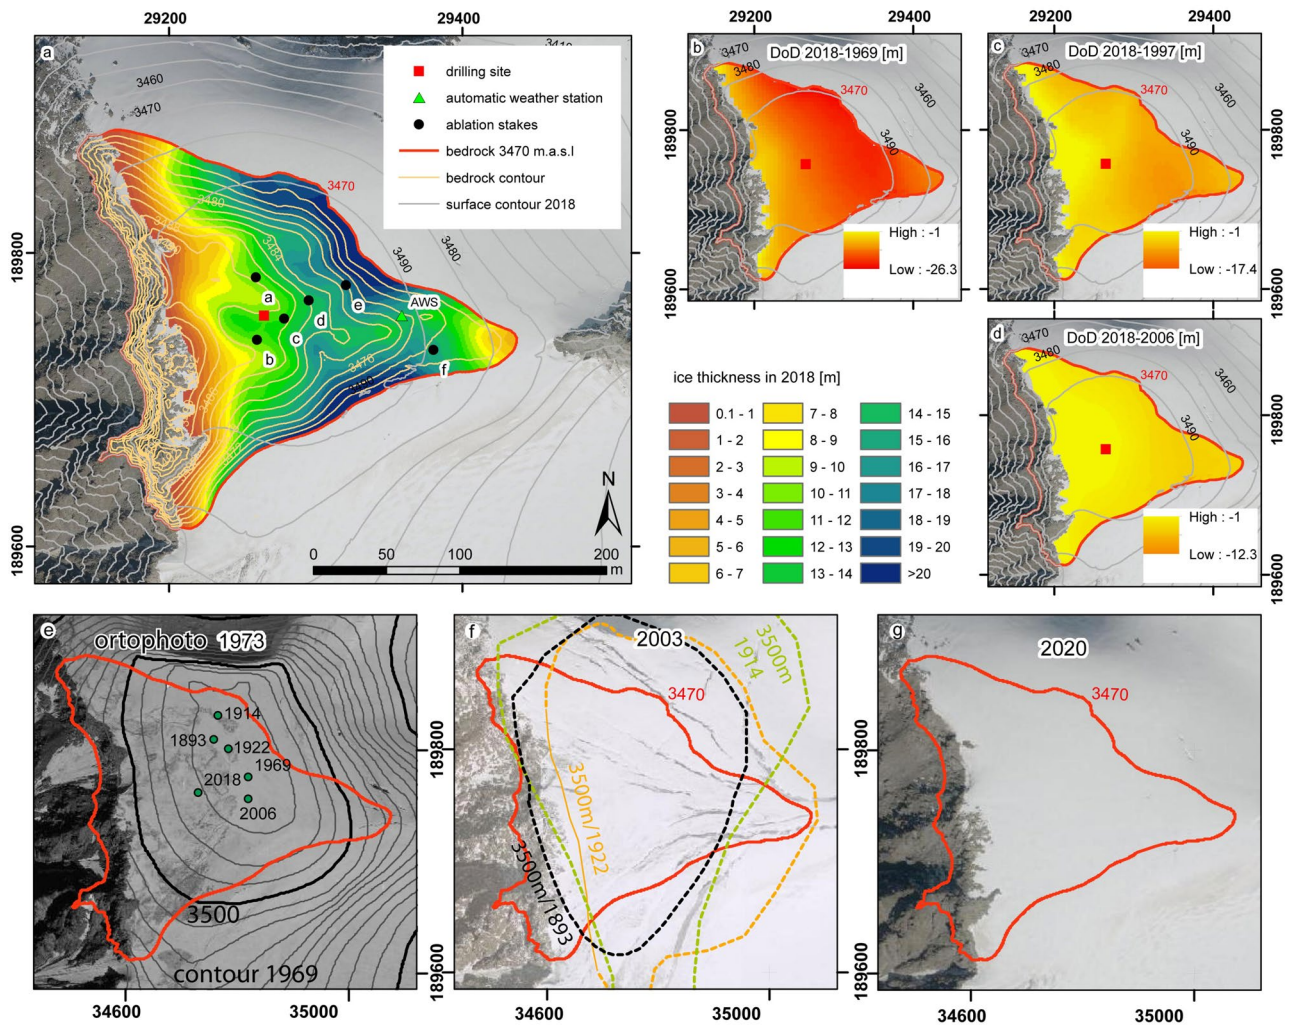 29200
29400
a
3460
3470
drilling site
automatic weather station
ablation stakes
bedrock 3470 m.a.s.l
bedrock contour
surface contour 2018
3470
3480
3484
3480
3490
AWS
a
b
c
d
e
f
3476
N
0 50 100 200
m
189800
189600
29200
29400
b
DoD 2018-1969 [m]
3470
3480
3470
3460
3490
High : -1
Low : -26.3
189800
189600
29200
29400
c
DoD 2018-1997 [m]
3470
3480
3470
3460
3490
High : -1
Low : -17.4
189800
189600
d
DoD 2018-2006 [m]
3470
3480
3470
3460
3490
High : -1
Low : -12.3
189800
189600
ice thickness in 2018 [m]
0.1 - 1
1 - 2
2 - 3
3 - 4
4 - 5
5 - 6
6 - 7
7 - 8
8 - 9
9 - 10
10 - 11
11 - 12
12 - 13
13 - 14
14 - 15
15 - 16
16 - 17
17 - 18
18 - 19
19 - 20
>20
e
ortophoto 1973
1914
1893
1922
1969
2018
2006
3500
contour 1969
34600
35000
f
2003
3500m
1914
3470
3500m/1922
3500m/1893
189800
189600
34600
35000
g
2020
3470
189800
189600
34600
35000